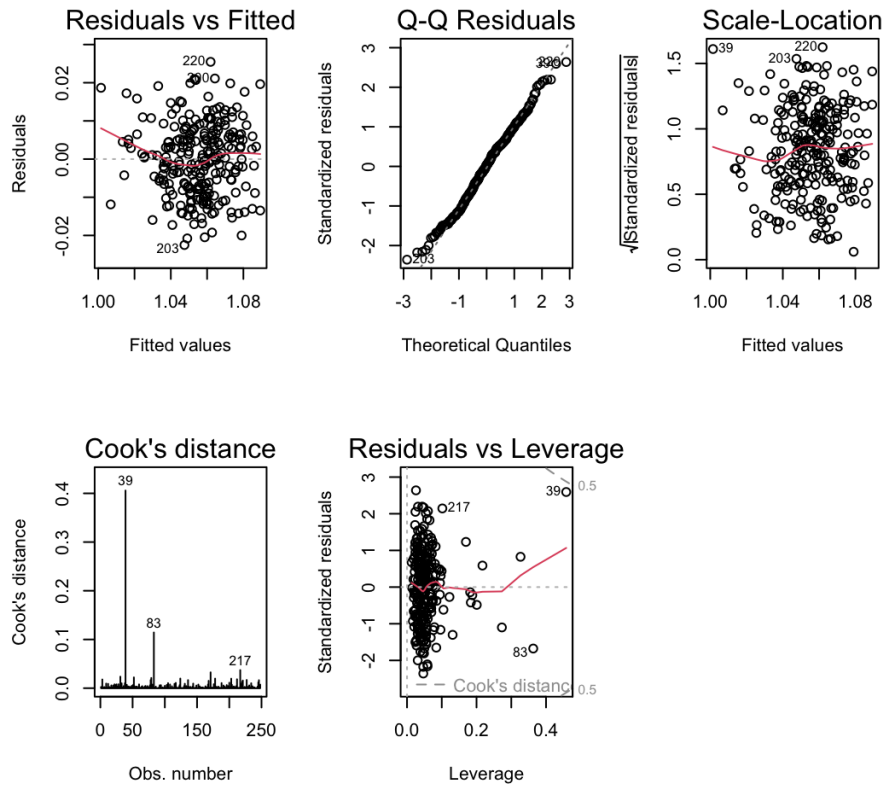 Residuals vs Fitted
Residuals
0.02
0.00
-0.02
220
203
1.00 1.04 1.08
Fitted values
Q-Q Residuals
Standardized residuals
3
2
1
0
-1
-2
203
-3 -1 1 2 3
Theoretical Quantiles
Scale-Location
√|Standardized residuals|
1.5
1.0
0.5
0.0
39
220
203
1.00 1.04 1.08
Fitted values
Cook's distance
Cook's distance
0.4
0.3
0.2
0.1
0.0
39
83
217
0 50 150 250
Obs. number
Residuals vs Leverage
Standardized residuals
3
2
1
0
-1
-2
39
0.5
217
83
Cook's distanc
0.5
0.0 0.2 0.4
Leverage